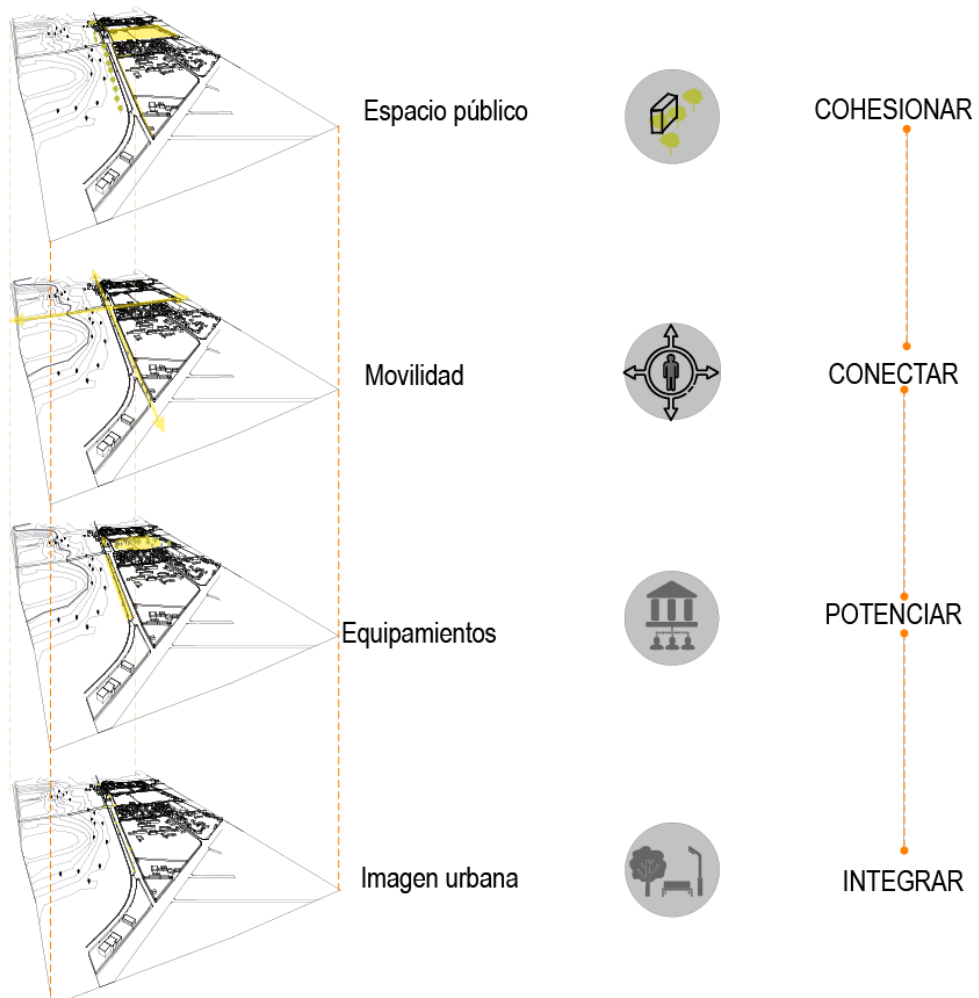 Espacio público
COHESIONAR
Movilidad
CONECTAR
Equipamientos
POTENCIAR
Imagen urbana
INTEGRAR